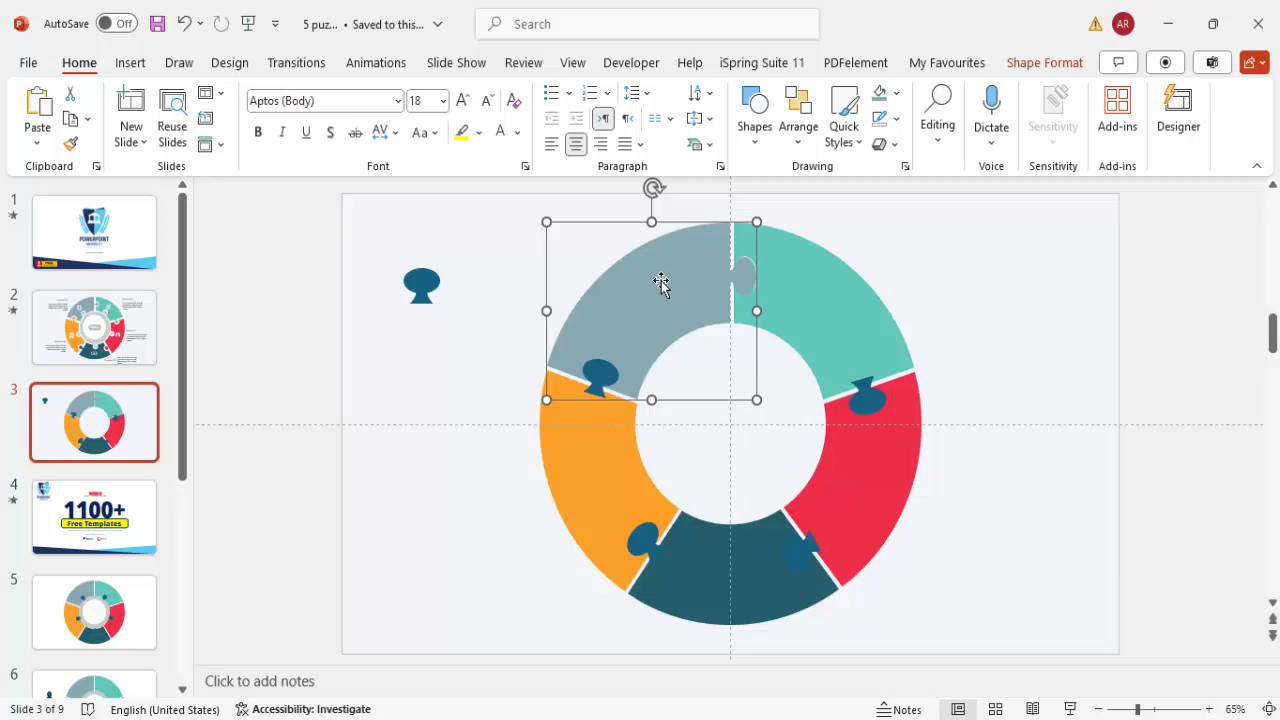 AutoSave Off 5 puz... • Saved to this... Search AR
File Home Insert Draw Design Transitions Animations Slide Show Review View Developer Help iSpring Suite 11 PDFelement My Favourites Shape Format
Paste New Slide Reuse Slides Aptos (Body) 18 Shapes Arrange Quick Styles Editing Dictate Sensitivity Add-ins Designer
Clipboard Slides Font Paragraph Drawing Voice Sensitivity Add-ins
1
POWERPOINT
UNIVERSITY
2
3
4
1100+
Free Templates
5
6
Click to add notes
Slide 3 of 9 English (United States) Accessibility: Investigate Notes 65%